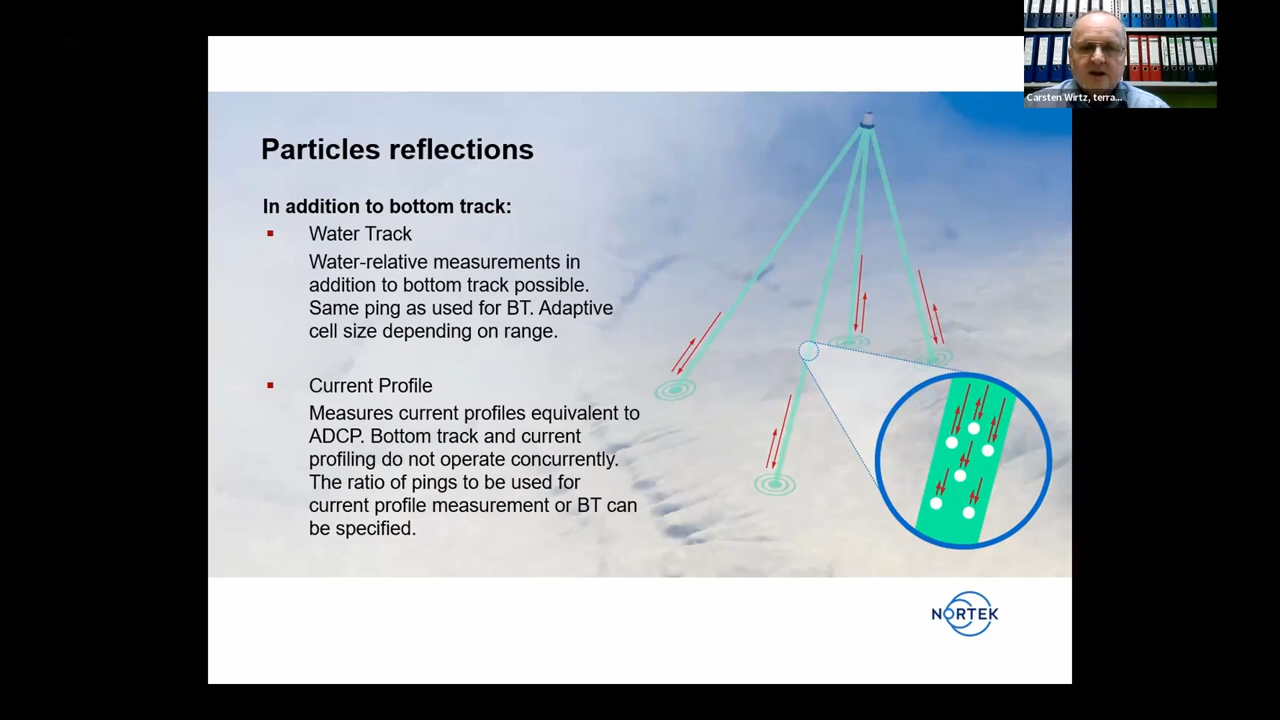 Carsten Wirtz, terra...
Particles reflections
In addition to bottom track:
Water Track
Water-relative measurements in
addition to bottom track possible.
Same ping as used for BT. Adaptive
cell size depending on range.
Current Profile
Measures current profiles equivalent to
ADCP. Bottom track and current
profiling do not operate concurrently.
The ratio of pings to be used for
current profile measurement or BT can
be specified.
NORTEK